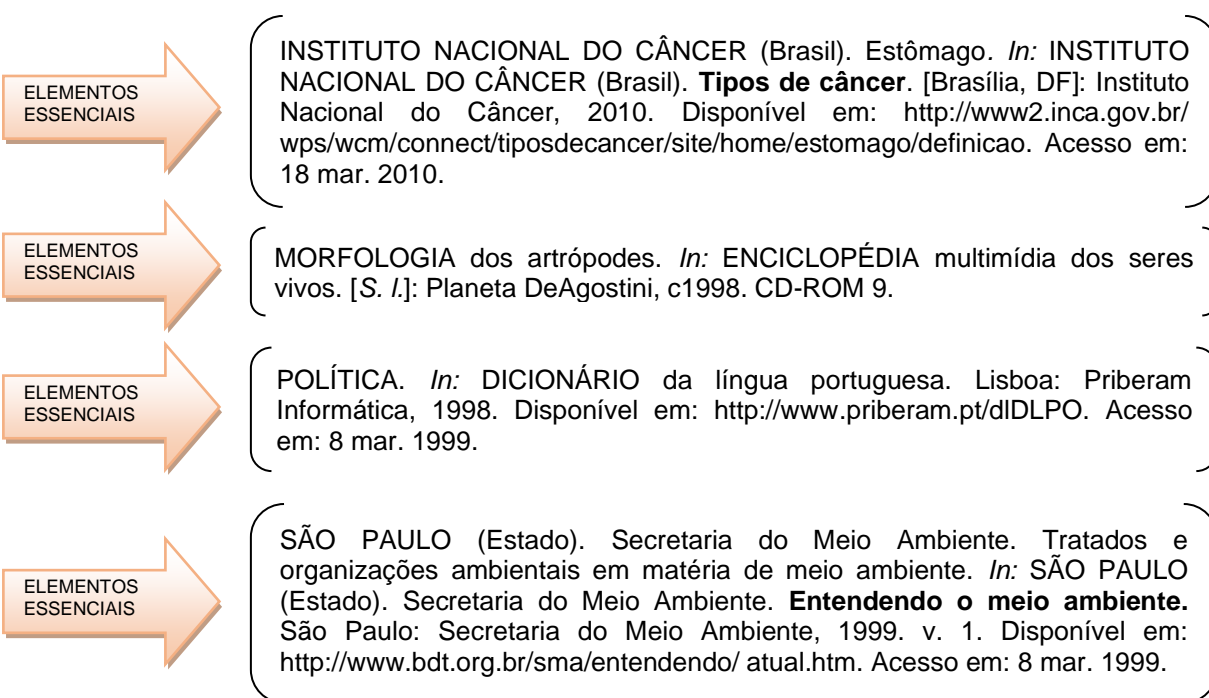 ELEMENTOS
ESSENCIAIS
INSTITUTO NACIONAL DO CÂNCER (Brasil). Estômago. In: INSTITUTO
NACIONAL DO CÂNCER (Brasil). Tipos de câncer. [Brasília, DF]: Instituto
Nacional do Câncer, 2010. Disponível em: http://www2.inca.gov.br/
wps/wcm/connect/tiposdecancer/site/home/estomago/definicao. Acesso em:
18 mar. 2010.
ELEMENTOS
ESSENCIAIS
MORFOLOGIA dos artrópodes. In: ENCICLOPÉDIA multimídia dos seres
vivos. [S. l.]: Planeta DeAgostini, c1998. CD-ROM 9.
ELEMENTOS
ESSENCIAIS
POLÍTICA. In: DICIONÁRIO da língua portuguesa. Lisboa: Priberam
Informática, 1998. Disponível em: http://www.priberam.pt/dlDLPO. Acesso
em: 8 mar. 1999.
ELEMENTOS
ESSENCIAIS
SÃO PAULO (Estado). Secretaria do Meio Ambiente. Tratados e
organizações ambientais em matéria de meio ambiente. In: SÃO PAULO
(Estado). Secretaria do Meio Ambiente. Entendendo o meio ambiente.
São Paulo: Secretaria do Meio Ambiente, 1999. v. 1. Disponível em:
http://www.bdt.org.br/sma/entendendo/ atual.htm. Acesso em: 8 mar. 1999.